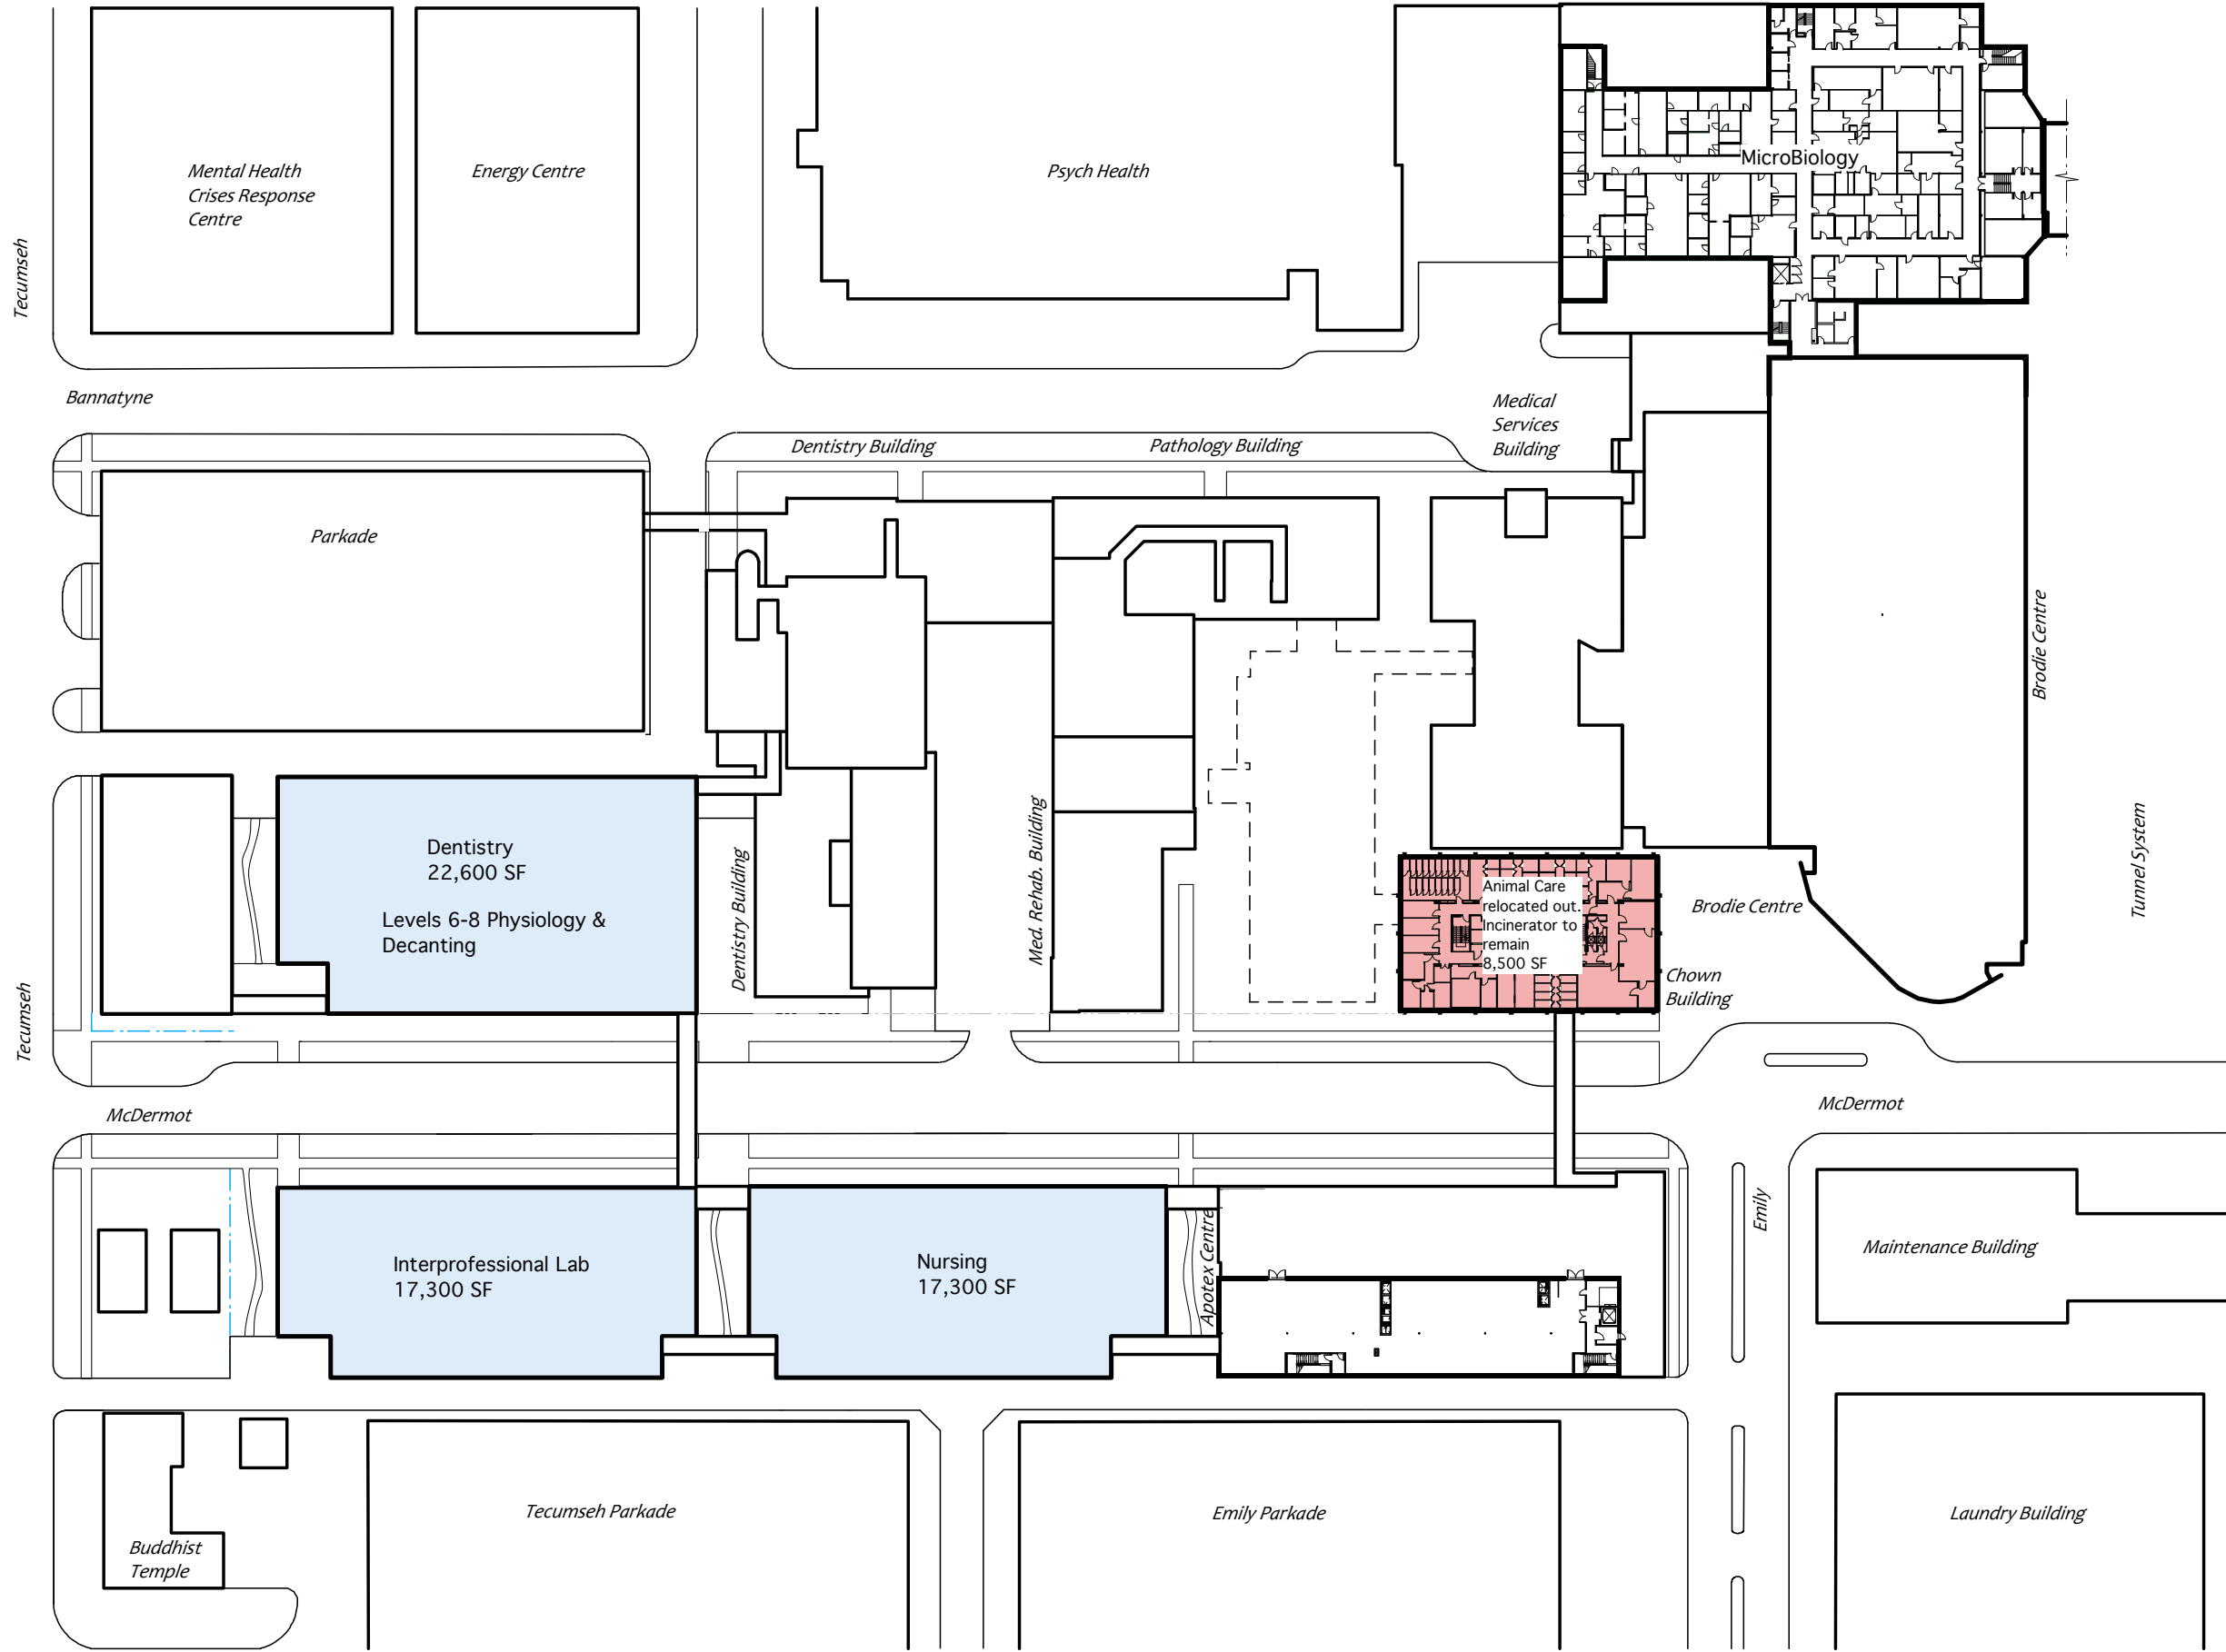 Mental Health
Crises Response
Centre
Energy Centre
Psych Health
MicroBiology
Tecumseh
Bannatyne
Medical
Services
Building
Dentistry Building
Pathology Building
Parkade
Brodie Centre
Tunnel System
Dentistry
22,600 SF
Levels 6-8 Physiology &
Decanting
Dentistry Building
Med. Rehab. Building
Animal Care
relocated out.
Incinerator to
remain
8,500 SF
Brodie Centre
Chown
Building
Tecumseh
McDermot
McDermot
Emily
Interprofessional Lab
17,300 SF
Nursing
17,300 SF
Apotex Centre
Maintenance Building
Buddhist
Temple
Tecumseh Parkade
Emily Parkade
Laundry Building